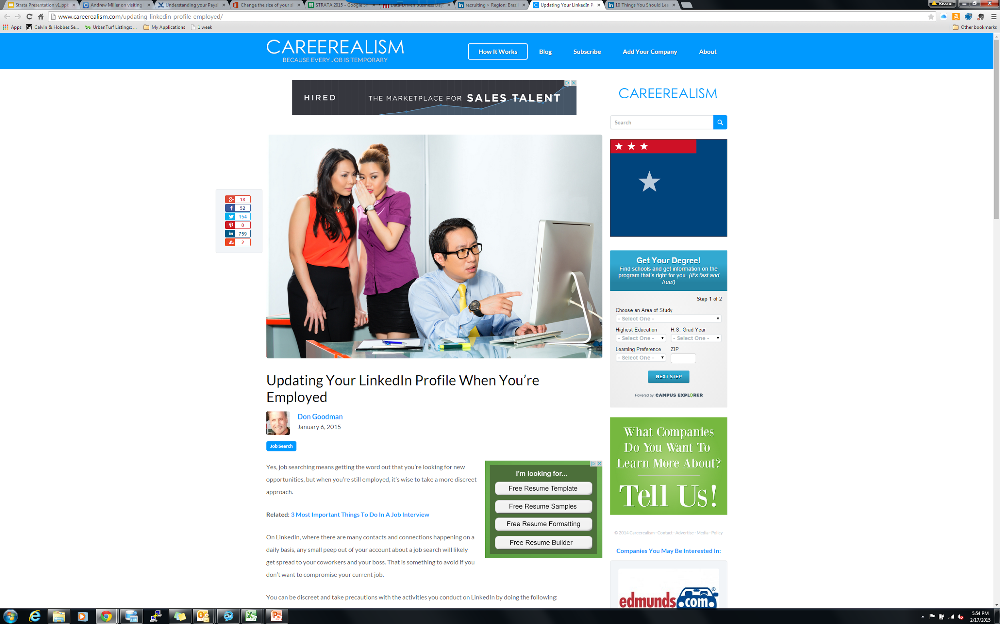 Strata Presentation v1.ppt
Andrew Miller on visiting
Understanding your Paysl
Change the size of your sl
STRATA 2015 - Google Sh
Data-Driven Business Day
recruiting > Region: Brazil
Updating Your LinkedIn P
10 Things You Should Lea
Rezaur
www.careerealism.com/updating-linkedin-profile-employed/
Apps
Calvin & Hobbes Se...
UrbanTurf Listings: ...
My Applications
1 week
Other bookmarks
CAREEREALISM
BECAUSE EVERY JOB IS TEMPORARY
How It Works
Blog
Subscribe
Add Your Company
About
HIRED
THE MARKETPLACE FOR SALES TALENT
CAREEREALISM
Search
18
52
154
0
759
2
Get Your Degree!
Find schools and get information on the
program that's right for you. (It's fast and
free!)
Step 1 of 2
Choose an Area of Study
- Select One -
Highest Education
H.S. Grad Year
- Select One -
- Select One -
Learning Preference
ZIP
- Select One -
NEXT STEP
Powered by: CAMPUS EXPLORER
Updating Your LinkedIn Profile When You’re
Employed
Don Goodman
January 6, 2015
Job Search
Yes, job searching means getting the word out that you’re looking for new
opportunities, but when you’re still employed, it’s wise to take a more discreet
approach.
Related: 3 Most Important Things To Do In A Job Interview
On LinkedIn, where there are many contacts and connections happening on a
daily basis, any small peep out of your account about a job search will likely
get spread to your coworkers and your boss. That is something to avoid if you
don’t want to compromise your current job.
You can be discreet and take precautions with the activities you conduct on LinkedIn by doing the following:
I'm looking for...
Free Resume Template
Free Resume Samples
Free Resume Formatting
Free Resume Builder
What Companies
Do You Want To
Learn More About?
Tell Us!
© 2014 Careerealism · Contact · Advertise · Media · Policy
Companies You May Be Interested In:
edmunds.com®
5:54 PM
2/17/2015